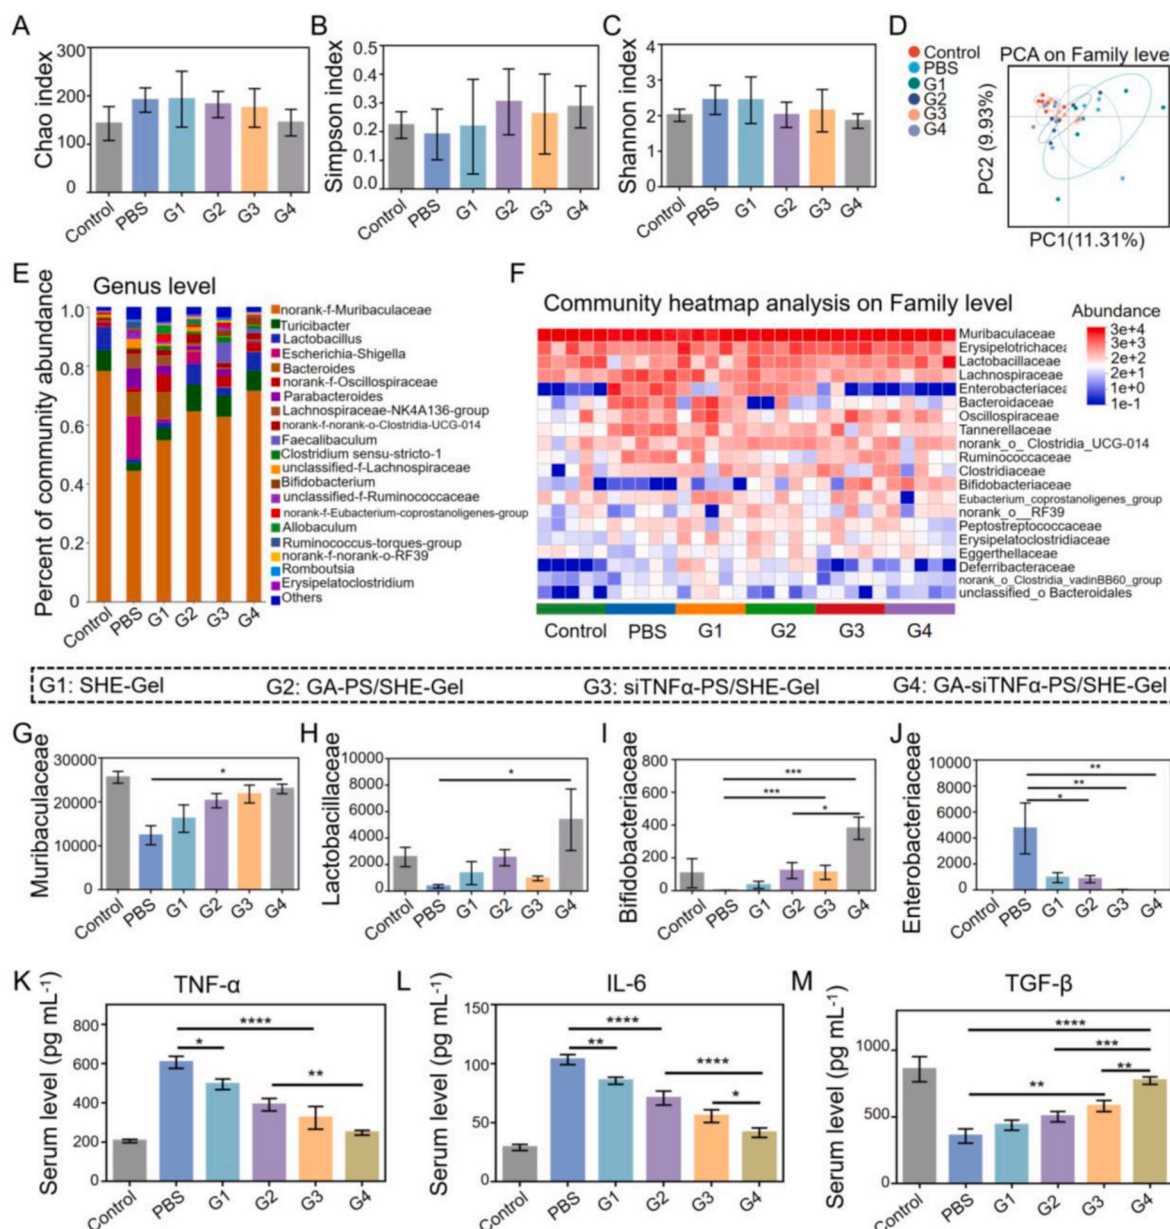 A
Chao index
300
200
100
0
Control
PBS
G1
G2
G3
G4
B
Simpson index
0.5
0.4
0.3
0.2
0.1
0.0
Control
PBS
G1
G2
G3
G4
C
Shannon index
4
3
2
1
0
Control
PBS
G1
G2
G3
G4
D
Control
PBS
G1
G2
G3
G4
PCA on Family leve
PC2 (9.93%)
PC1(11.31%)
E
Genus level
Percent of community abundance
1.0
0.8
0.6
0.4
0.2
0
Control
PBS
G1
G2
G3
G4
norank-f-Muribaculaceae
Turicibacter
Lactobacillus
Escherichia-Shigella
Bacteroides
norank-f-Oscillospiraceae
Parabacteroides
Lachnospiraceae-NK4A136-group
norank-f-norank-o-Clostridia-UCG-014
Faecalibaculum
Clostridium sensu-stricto-1
unclassified-f-Lachnospiraceae
Bifidobacterium
unclassified-f-Ruminococcaceae
norank-f-Eubacterium-coprostanoligenes-group
Allobaculum
Ruminococcus-torques-group
norank-f-norank-o-RF39
Romboutsia
Erysipelatoclostridium
Others
F
Community heatmap analysis on Family level
Muribaculaceae
Erysipelotrichacea
Lactobacillaceae
Lachnospiraceae
Enterobacteriacea
Bacteroidaceae
Oscillospiraceae
Tannerellaceae
norank_o_ Clostridia_UCG-014
Ruminococcaceae
Clostridiaceae
Bifidobacteriaceae
Eubacterium_coprostanoligenes_group
norank_o__RF39
Peptostreptococcaceae
Erysipelatoclostridiaceae
Eggerthellaceae
Deferribacteraceae
norank_o_Clostridia_vadinBB60_group
unclassified_o Bacteroidales
Abundance
3e+4
3e+2
2e+2
1e+0
1e-1
Control
PBS
G1
G2
G3
G4
G1: SHE-Gel
G2: GA-PS/SHE-Gel
G3: siTNFα-PS/SHE-Gel
G4: GA-siTNFα-PS/SHE-Gel
G
Muribaculaceae
30000
20000
10000
0
*
Control
PBS
G1
G2
G3
G4
H
Lactobacillaceae
10000
8000
6000
4000
2000
0
*
Control
PBS
G1
G2
G3
G4
I
Bifidobacteriaceae
800
600
400
200
0
***
***
*
Control
PBS
G1
G2
G3
G4
J
Enterobacteriaceae
10000
8000
6000
4000
2000
0
**
**
*
Control
PBS
G1
G2
G3
G4
K
TNF-α
Serum level (pg mL⁻¹)
800
600
400
200
0
****
*
**
Control
PBS
G1
G2
G3
G4
L
IL-6
Serum level (pg mL⁻¹)
150
100
50
0
****
**
****
*
Control
PBS
G1
G2
G3
G4
M
TGF-β
Serum level (pg mL⁻¹)
1000
500
0
****
***
**
**
Control
PBS
G1
G2
G3
G4